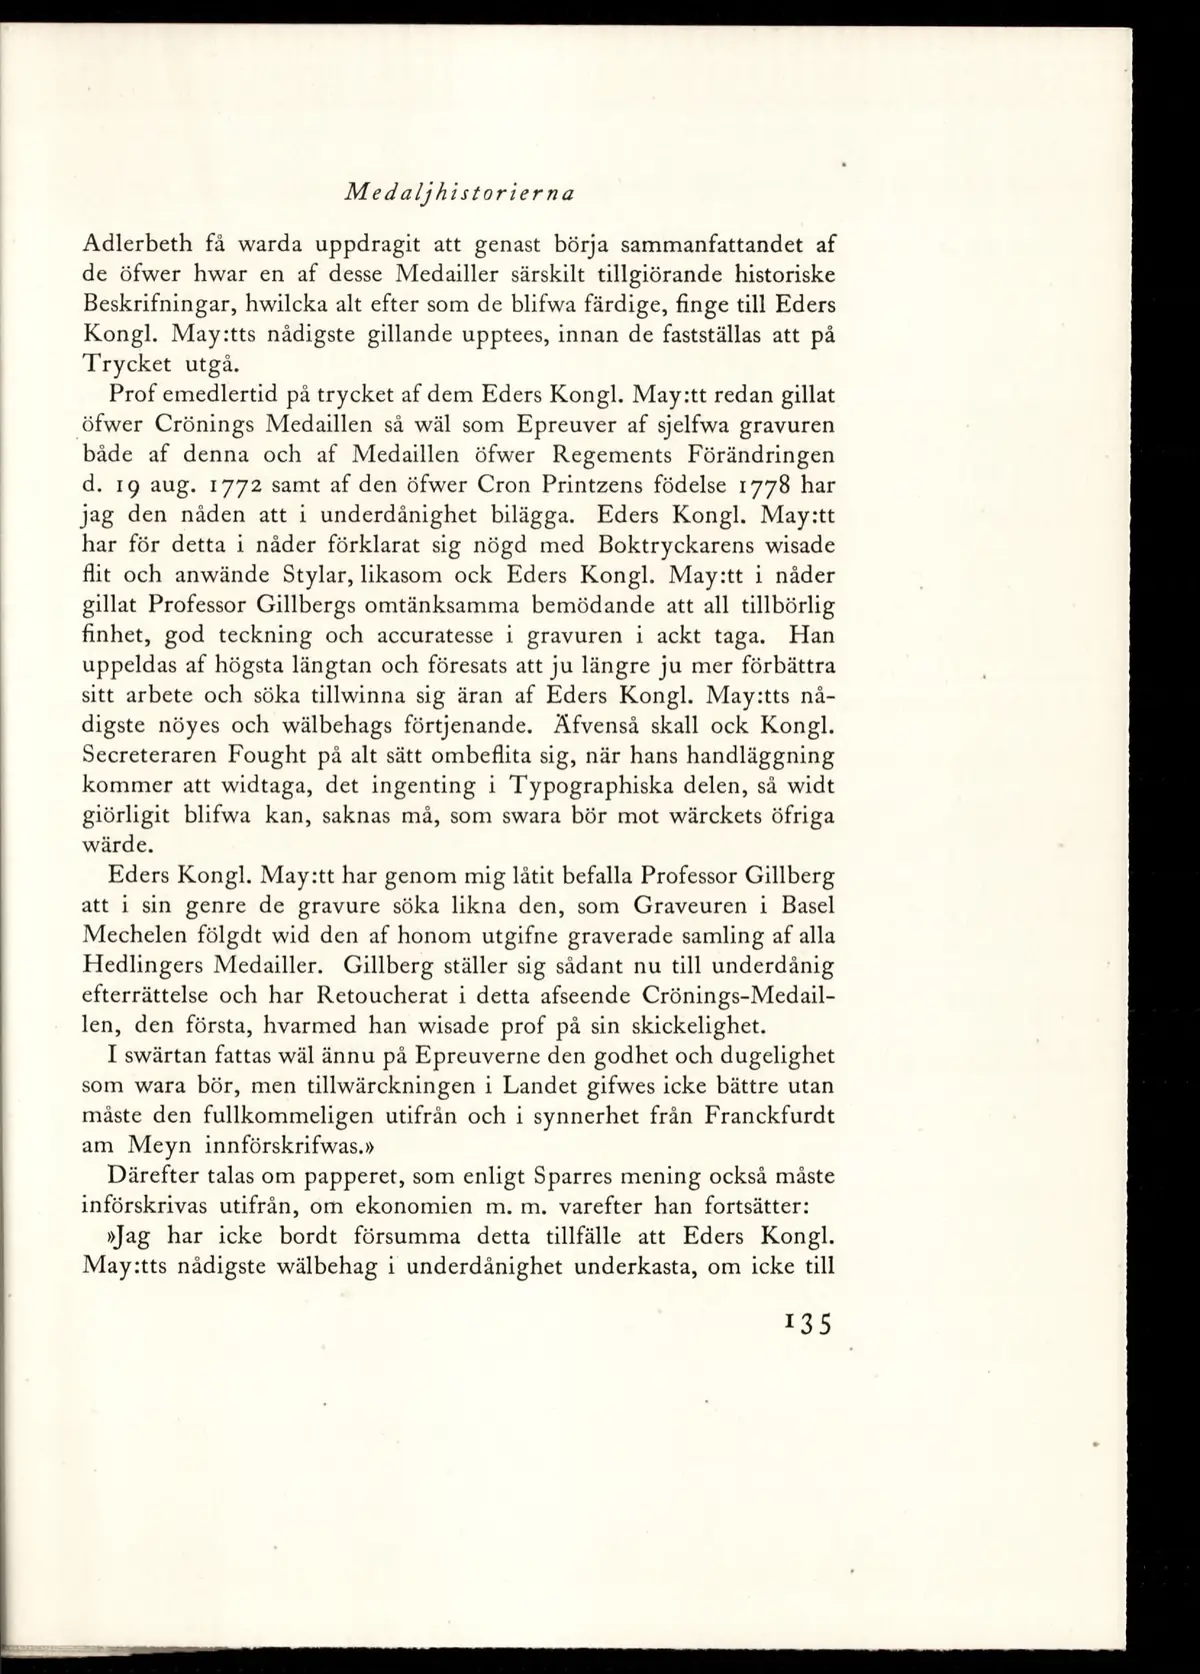 Medaljhistorierna
Adlerbeth få warda uppdragit att genast börja sammanfattandet af
de öfwer hwar en af desse Medailler särskilt tillgiörande historiske
Beskrifningar, hwilcka alt efter som de blifwa färdige, finge till Eders
Kongl. May:tts nådigste gillande upptees, innan de fastställas att på
Trycket utgå.
Prof emedlertid på trycket af dem Eders Kongl. May:tt redan gillat
öfwer Crönings Medaillen så wäl som Epreuver af sjelfwa gravuren
både af denna och af Medaillen öfwer Regements Förändringen
d. 19 aug. 1772 samt af den öfwer Cron Printzens födelse 1778 har
jag den nåden att i underdånighet bilägga. Eders Kongl. May:tt
har för detta i nåder förklarat sig nögd med Boktryckarens wisade
flit och anwände Stylar, likasom ock Eders Kongl. May:tt i nåder
gillat Professor Gillbergs omtänksamma bemödande att all tillbörlig
finhet, god teckning och accuratesse i gravuren i ackt taga. Han
uppeldas af högsta längtan och föresats att ju längre ju mer förbättra
sitt arbete och söka tillwinna sig äran af Eders Kongl. May:tts nå-
digste nöyes och wälbehags förtjenande. Äfvenså skall ock Kongl.
Secreteraren Fought på alt sätt ombeflita sig, när hans handläggning
kommer att widtaga, det ingenting i Typographiska delen, så widt
giörligit blifwa kan, saknas må, som swara bör mot wärckets öfriga
wärde.
Eders Kongl. May:tt har genom mig låtit befalla Professor Gillberg
att i sin genre de gravure söka likna den, som Graveuren i Basel
Mechelen fölgdt wid den af honom utgifne graverade samling af alla
Hedlingers Medailler. Gillberg ställer sig sådant nu till underdånig
efterrättelse och har Retoucherat i detta afseende Crönings-Medail-
len, den första, hvarmed han wisade prof på sin skickelighet.
I swärtan fattas wäl ännu på Epreuverne den godhet och dugelighet
som wara bör, men tillwärckningen i Landet gifwes icke bättre utan
måste den fullkommeligen utifrån och i synnerhet från Franckfurdt
am Meyn innförskrifwas.»
Därefter talas om papperet, som enligt Sparres mening också måste
införskrivas utifrån, om ekonomien m. m. varefter han fortsätter:
»Jag har icke bordt försumma detta tillfälle att Eders Kongl.
May:tts nådigste wälbehag i underdånighet underkasta, om icke till
135